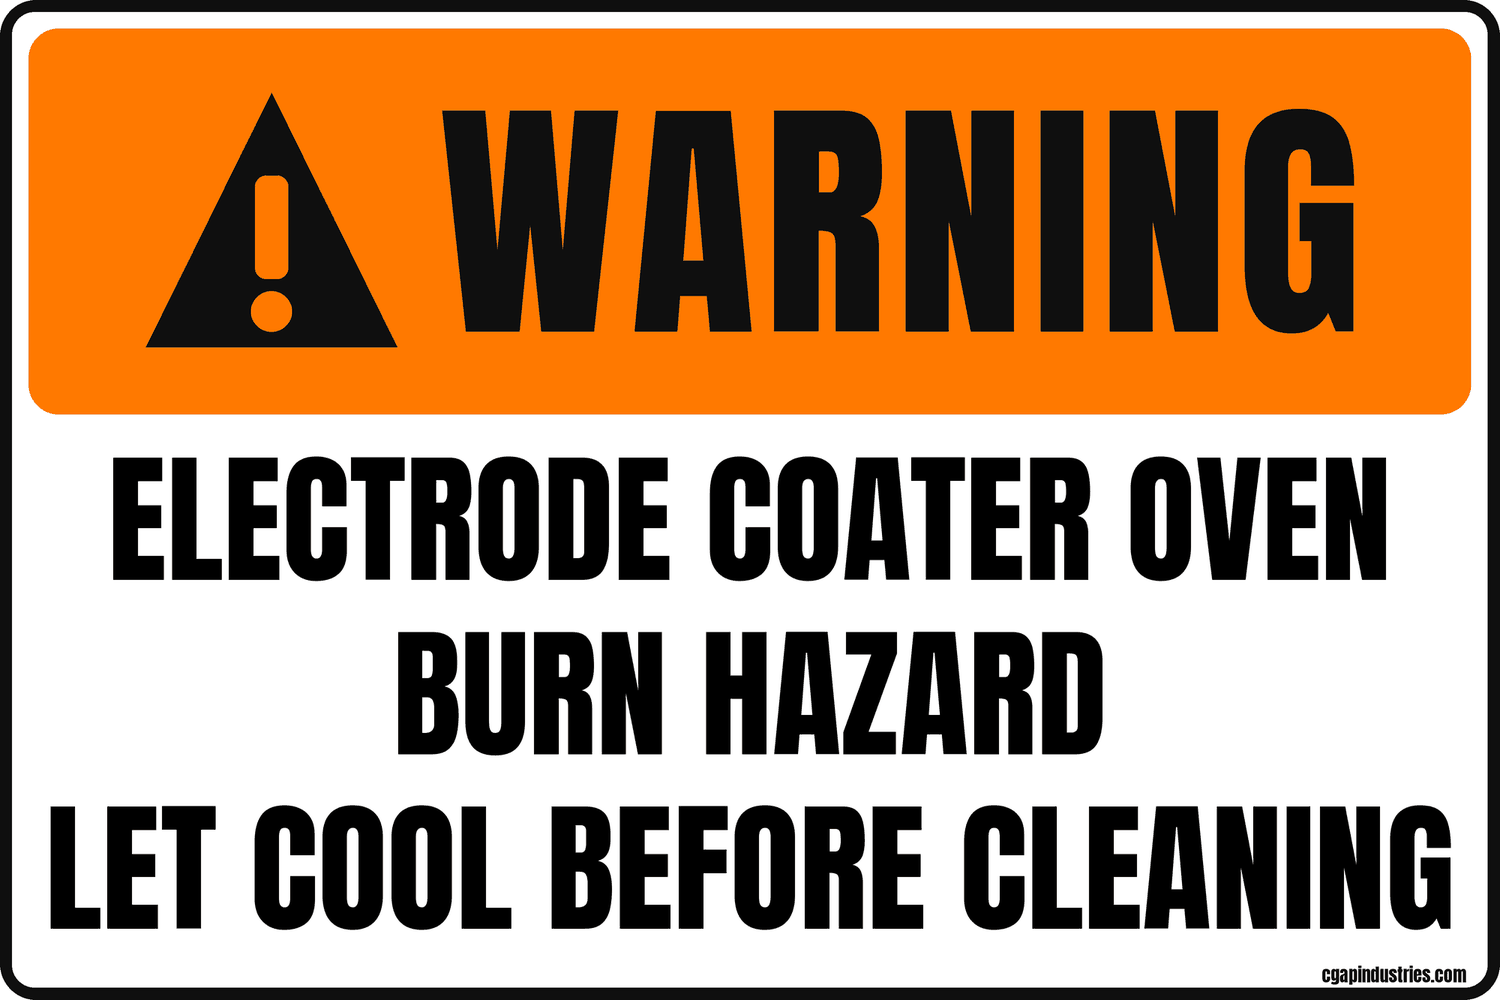 WARNING
ELECTRODE COATER OVEN
BURN HAZARD
LET COOL BEFORE CLEANING
cgapindustries.com